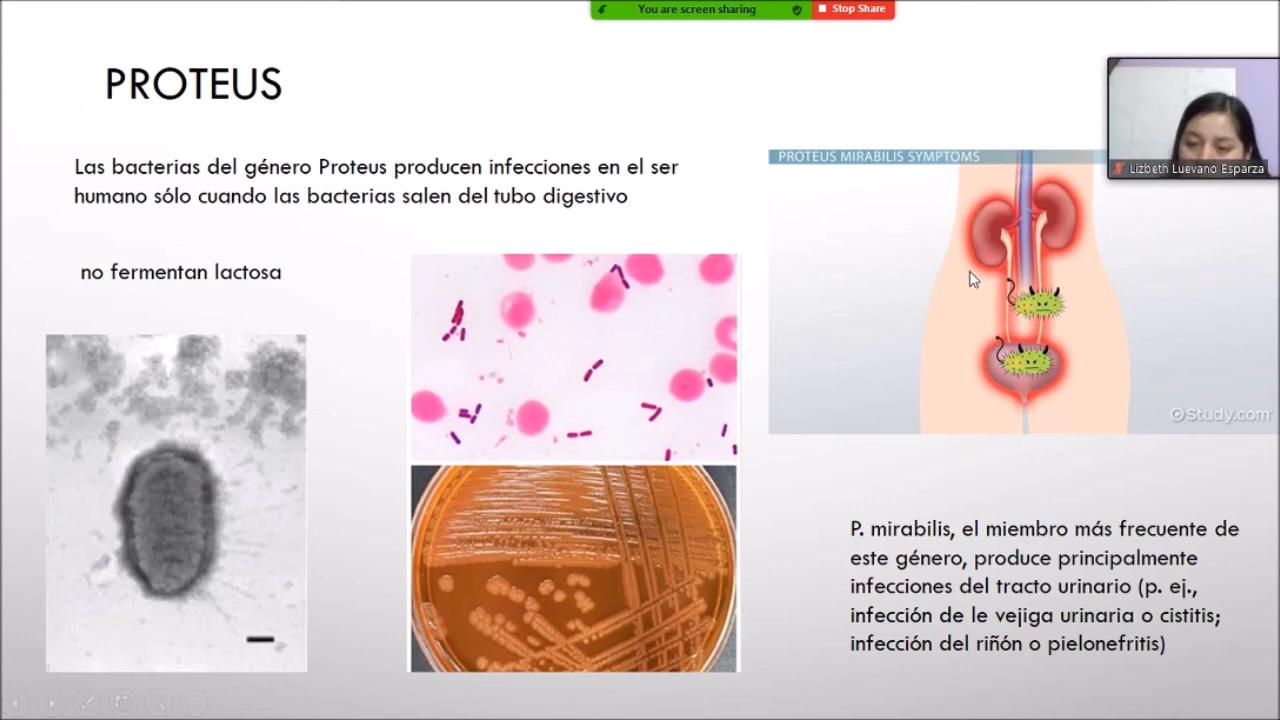 You are screen sharing
Stop Share
PROTEUS
Las bacterias del género Proteus producen infecciones en el ser
humano sólo cuando las bacterias salen del tubo digestivo
no fermentan lactosa
PROTEUS MIRABILIS SYMPTOMS
Lizbeth Luevano Esparza
Study.com
P. mirabilis, el miembro más frecuente de
este género, produce principalmente
infecciones del tracto urinario (p. ej.,
infección de le vejiga urinaria o cistitis;
infección del riñón o pielonefritis)